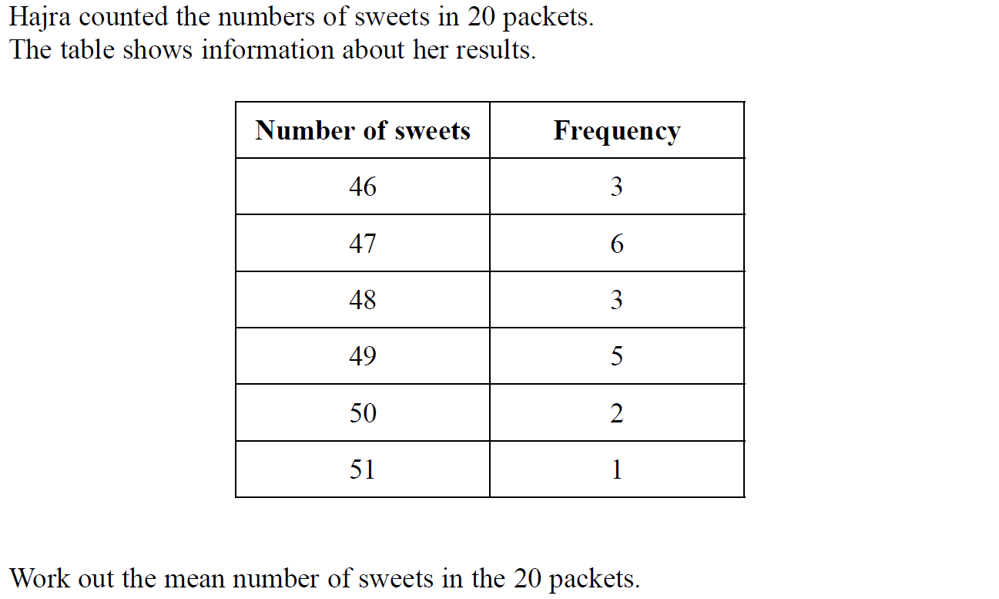 Hajra counted the numbers of sweets in 20 packets.
The table shows information about her results.
Number of sweets Frequency
46 3
47 6
48 3
49 5
50 2
51 1
Work out the mean number of sweets in the 20 packets.